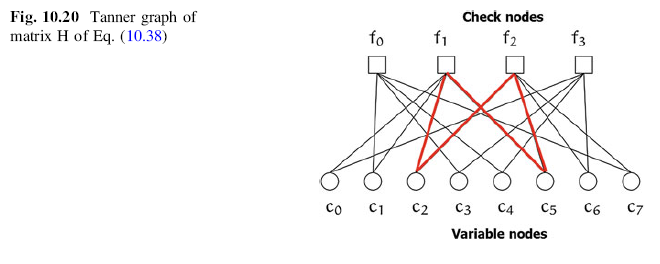 Fig. 10.20 Tanner graph of
matrix H of Eq. (10.38)
Check nodes
f0 f1 f2 f3
c0 c1 c2 c3 c4 c5 c6 c7
Variable nodes